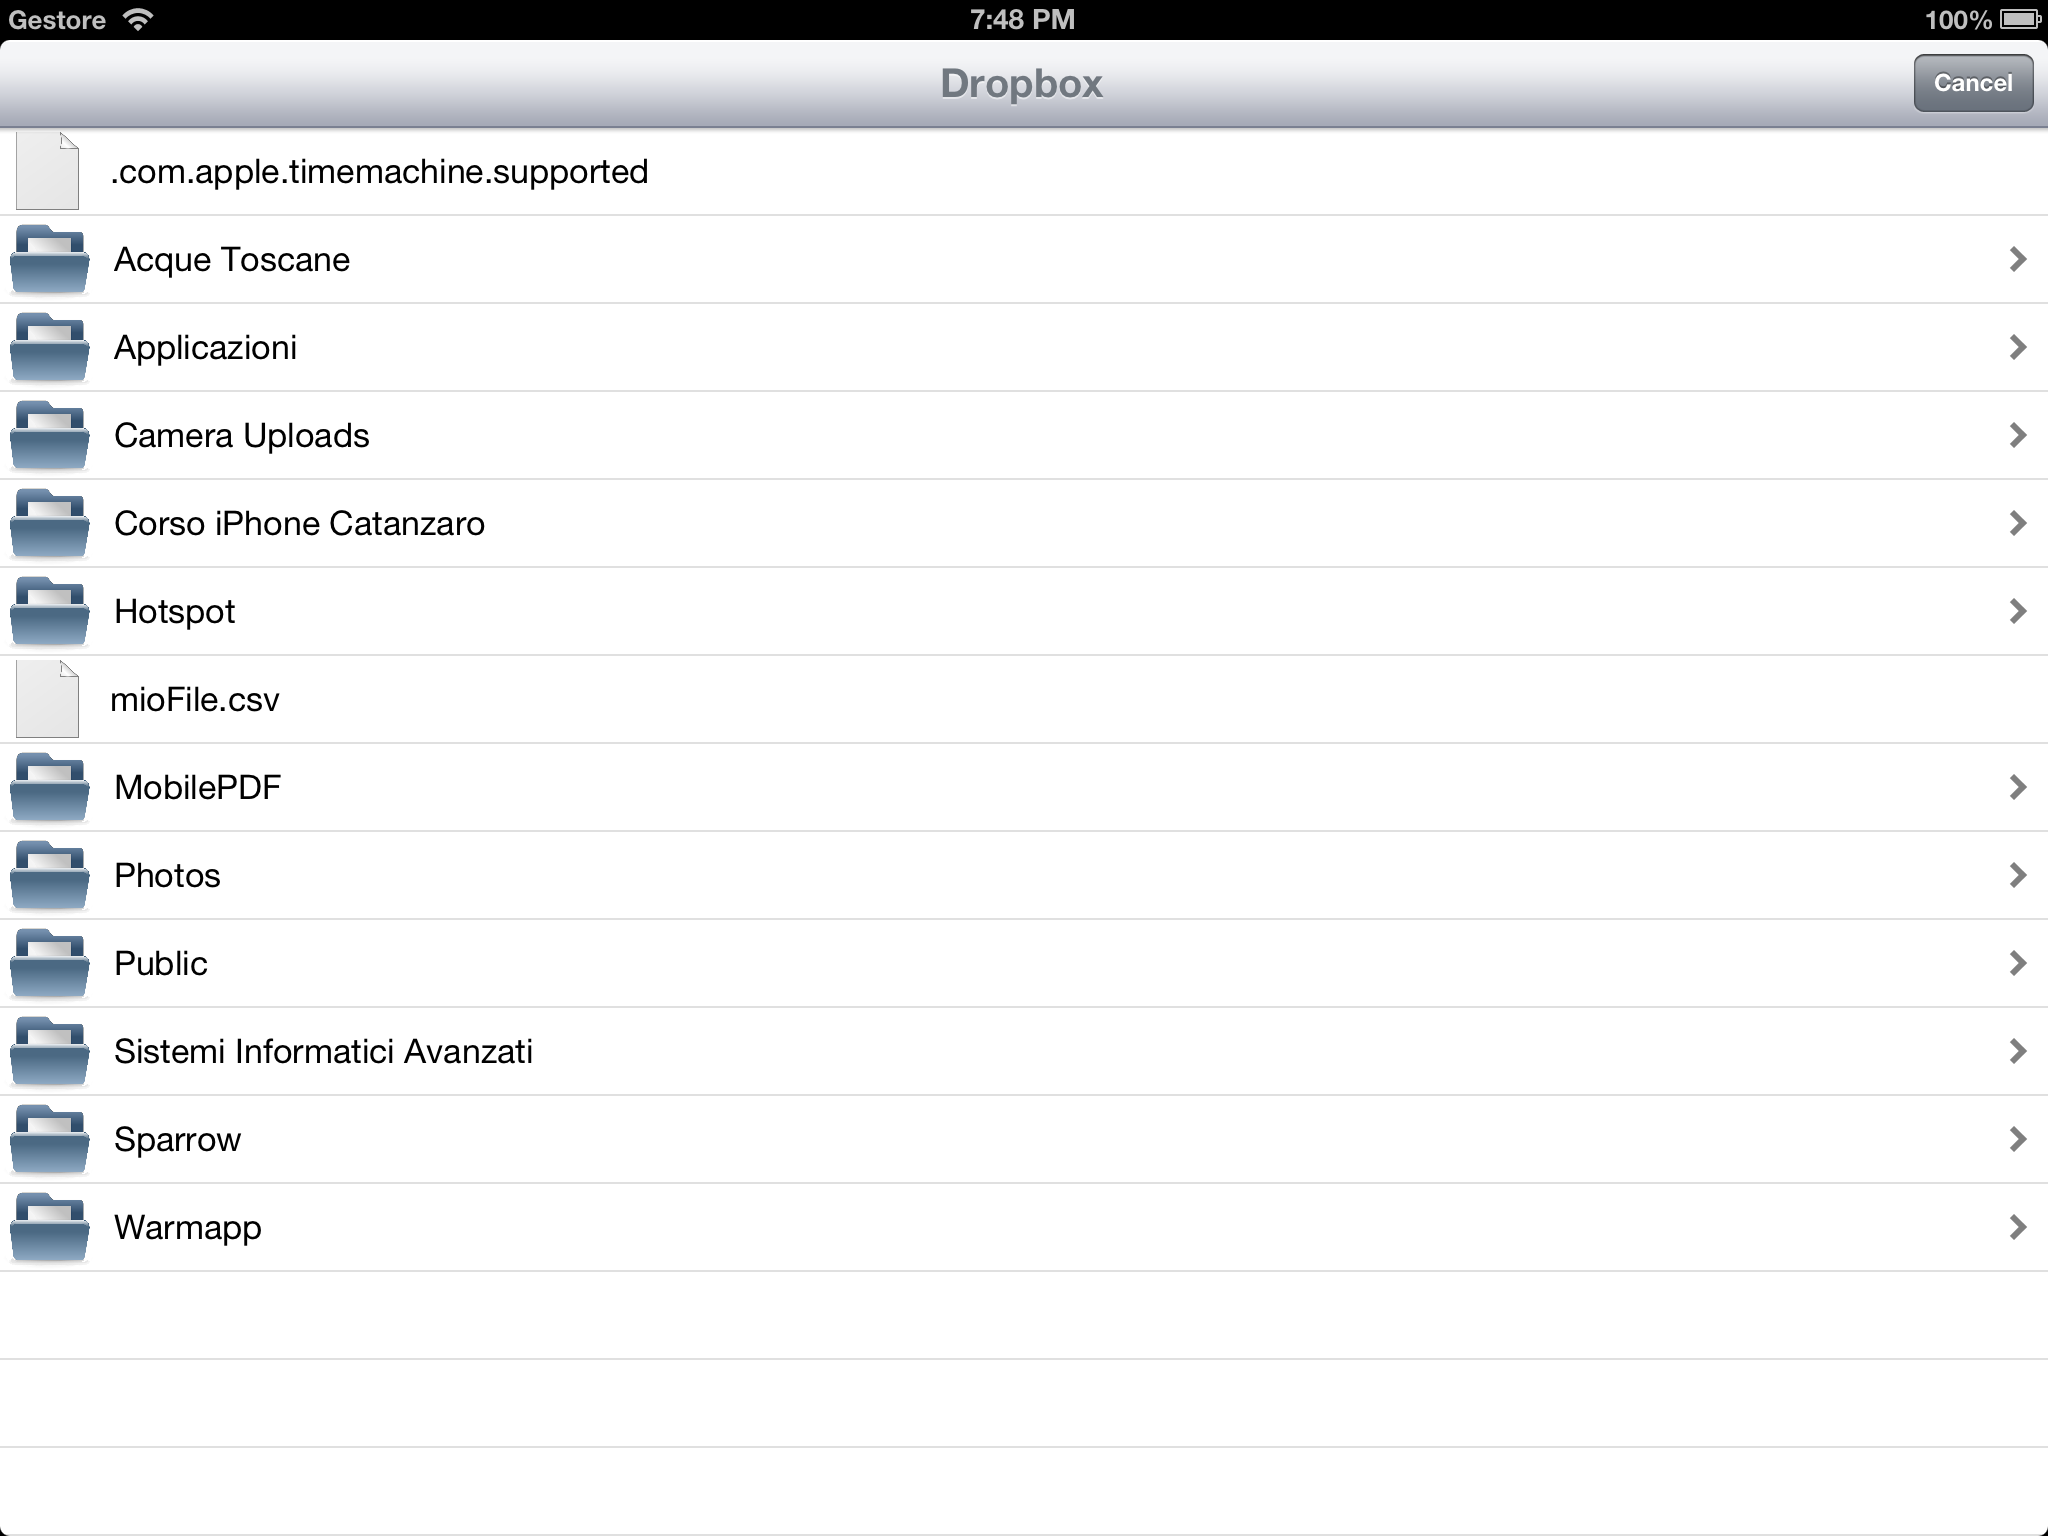 Gestore 7:48 PM 100%
Dropbox Cancel
.com.apple.timemachine.supported
Acque Toscane
Applicazioni
Camera Uploads
Corso iPhone Catanzaro
Hotspot
mioFile.csv
MobilePDF
Photos
Public
Sistemi Informatici Avanzati
Sparrow
Warmapp